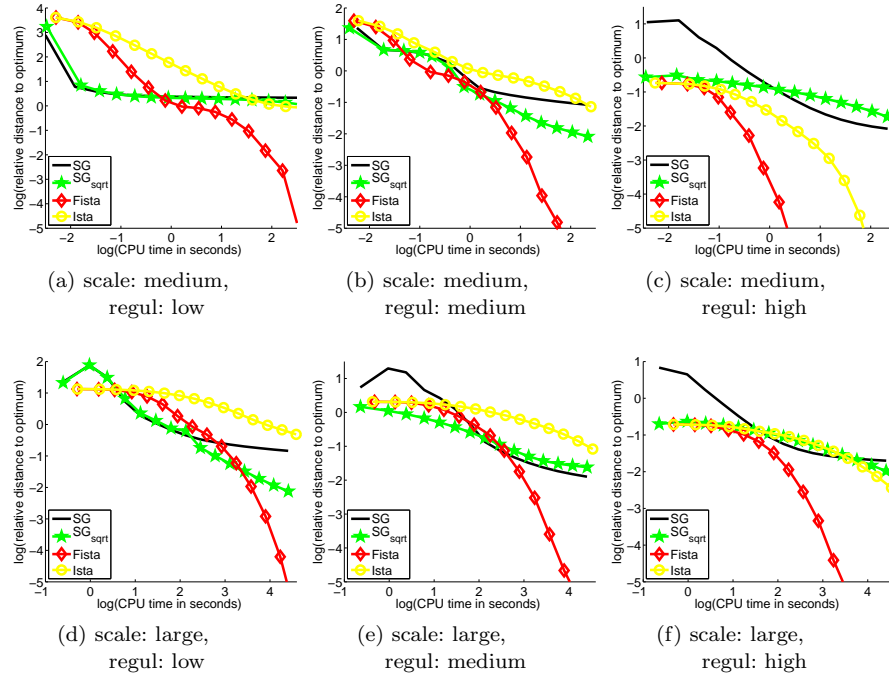 4
3
2
1
0
−1
−2
−3
−4
−5
log(relative distance to optimum)
SG
SG_sqrt
Fista
Ista
−2 −1 0 1 2
log(CPU time in seconds)
(a) scale: medium,
regul: low
2
1
0
−1
−2
−3
−4
−5
log(relative distance to optimum)
SG
SG_sqrt
Fista
Ista
−2 −1 0 1 2
log(CPU time in seconds)
(b) scale: medium,
regul: medium
1
0
−1
−2
−3
−4
−5
log(relative distance to optimum)
SG
SG_sqrt
Fista
Ista
−2 −1 0 1 2
log(CPU time in seconds)
(c) scale: medium,
regul: high
2
1
0
−1
−2
−3
−4
−5
log(relative distance to optimum)
SG
SG_sqrt
Fista
Ista
−1 0 1 2 3 4
log(CPU time in seconds)
(d) scale: large,
regul: low
1
0
−1
−2
−3
−4
−5
log(relative distance to optimum)
SG
SG_sqrt
Fista
Ista
−1 0 1 2 3 4
log(CPU time in seconds)
(e) scale: large,
regul: medium
1
0
−1
−2
−3
−4
−5
log(relative distance to optimum)
SG
SG_sqrt
Fista
Ista
−1 0 1 2 3 4
log(CPU time in seconds)
(f) scale: large,
regul: high